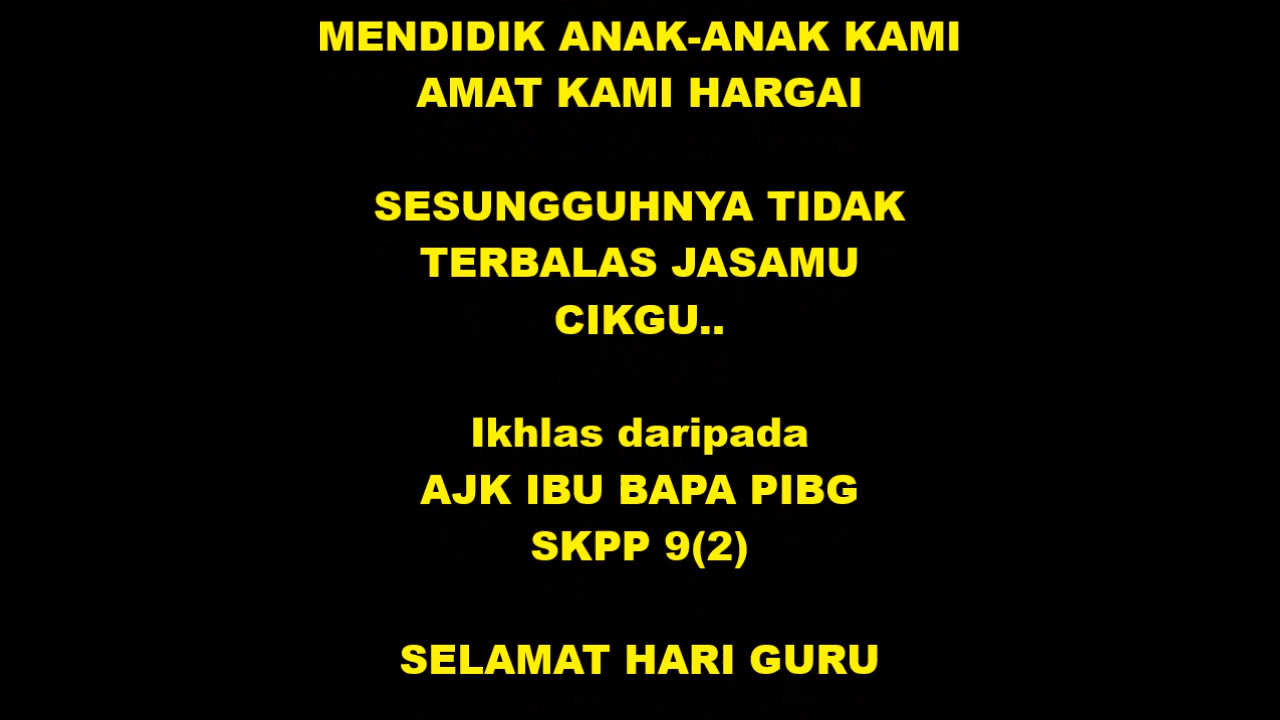 MENDIDIK ANAK-ANAK KAMI
AMAT KAMI HARGAI
SESUNGGUHNYA TIDAK
TERBALAS JASAMU
CIKGU..
Ikhlas daripada
AJK IBU BAPA PIBG
SKPP 9(2)
SELAMAT HARI GURU